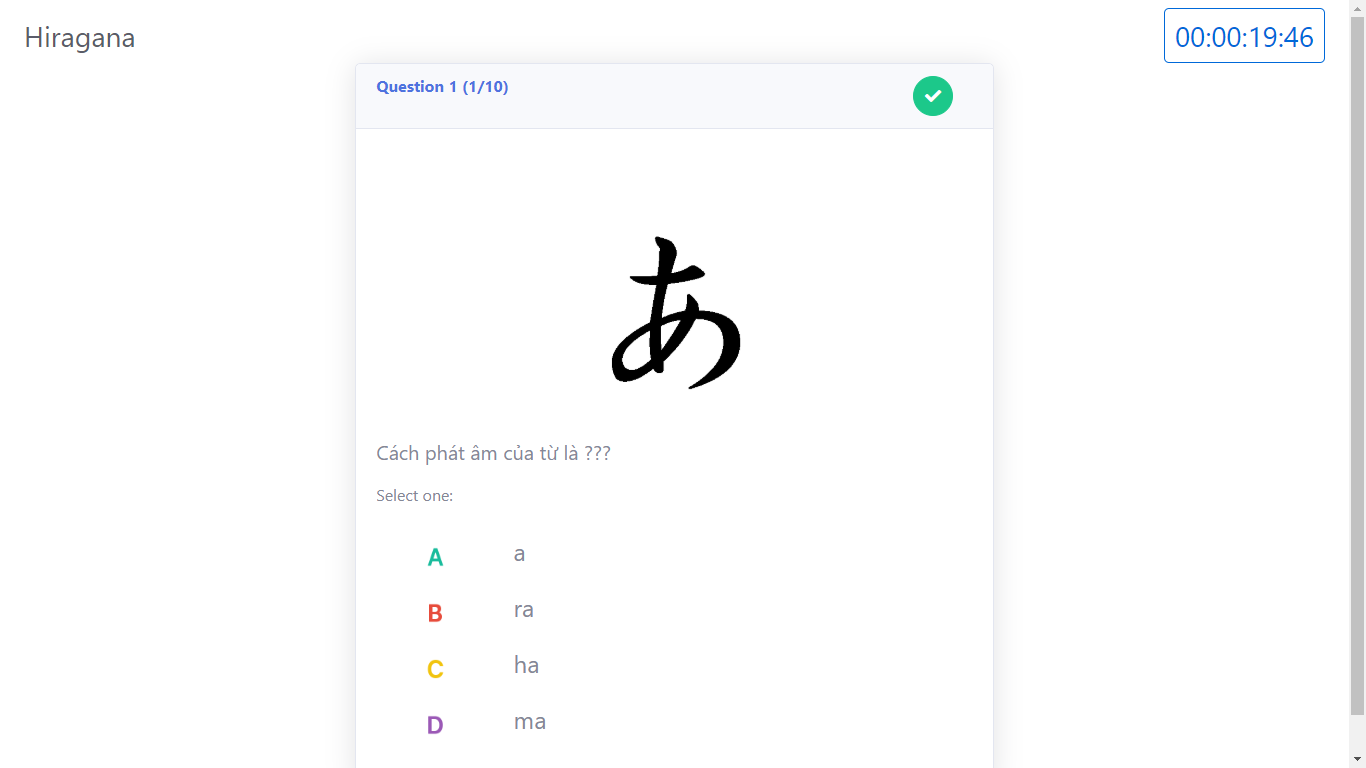 Hiragana
00:00:19:46
Question 1 (1/10)
あ
Cách phát âm của từ là ???
Select one:
A a
B ra
C ha
D ma